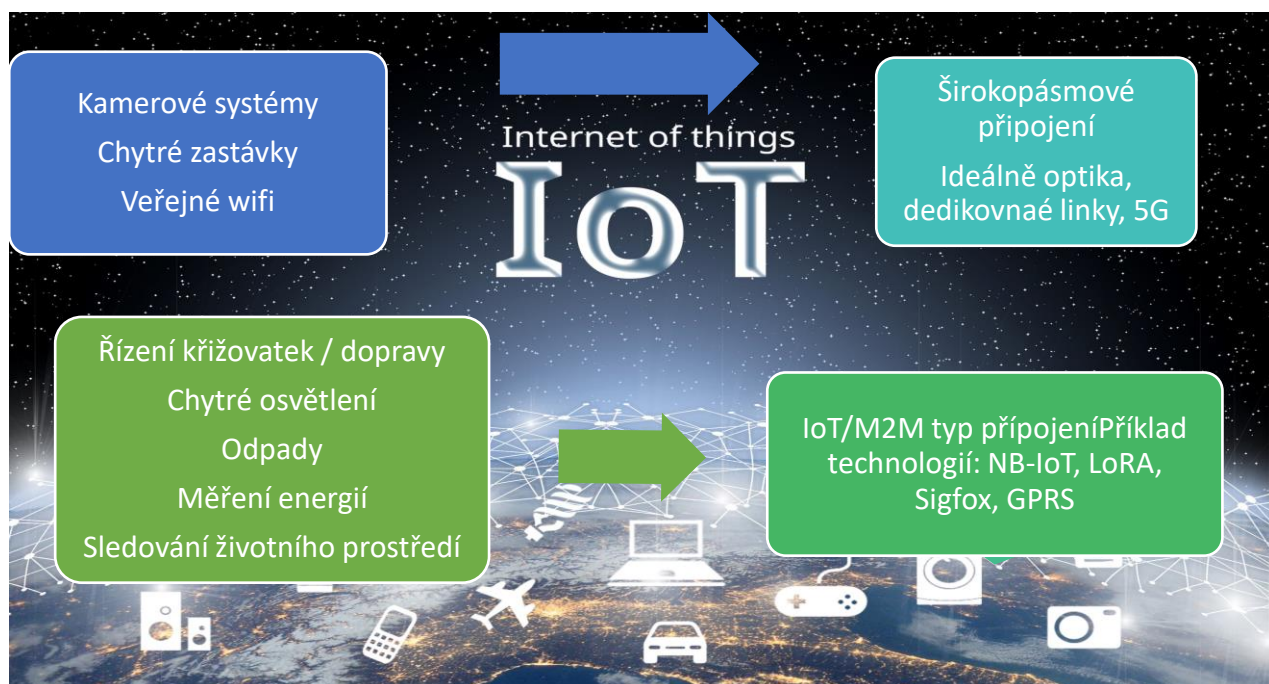 Kamerové systémy
Chytré zastávky
Veřejné wifi
Internet of things
IoT
Širokopásmové
připojení
Ideálně optika,
dedikovnaé linky, 5G
Řízení křižovatek / dopravy
Chytré osvětlení
Odpady
Měření energií
Sledování životního prostředí
IoT/M2M typ přípojeníPříklad
technologií: NB-IoT, LoRA,
Sigfox, GPRS